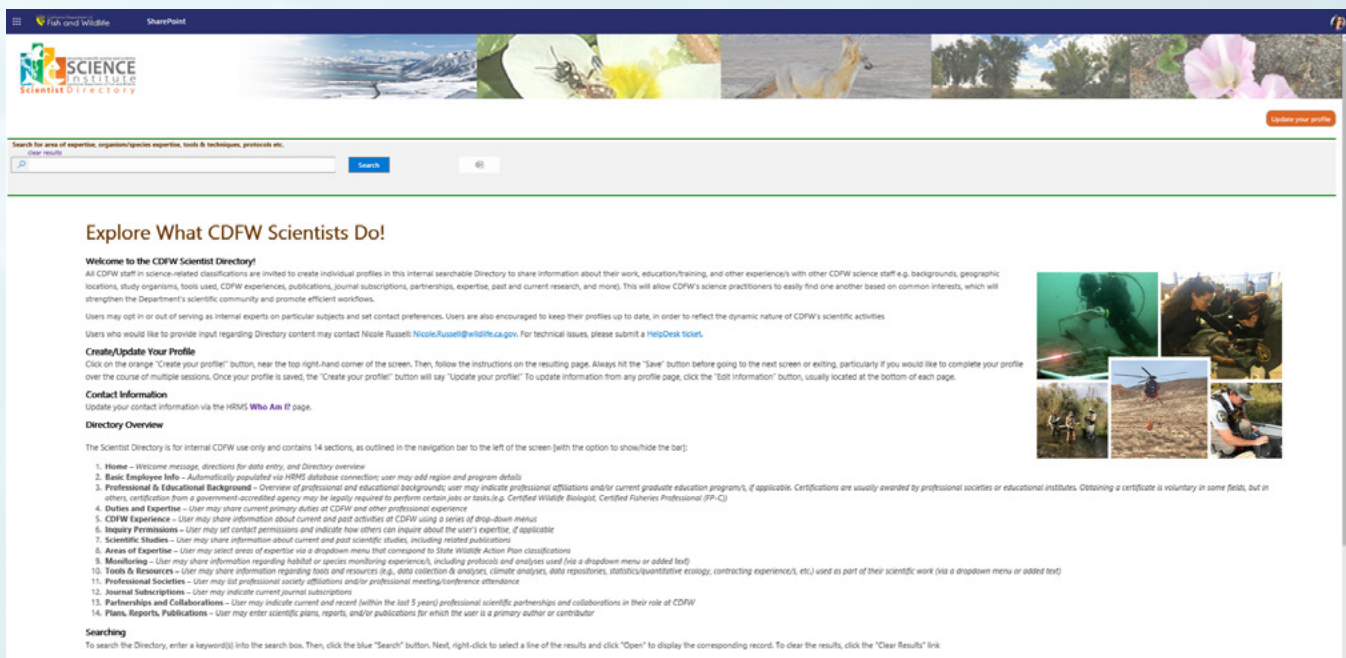 California Department of
Fish and Wildlife SharePoint
SCIENCE
Institute
Scientist Directory
Update your profile
Search for area of expertise, organism/species expertise, tools & techniques, protocols etc.
clear results
Search
Explore What CDFW Scientists Do!
Welcome to the CDFW Scientist Directory!
All CDFW staff in science-related classifications are invited to create individual profiles in this internal searchable Directory to share information about their work, education/training, and other experience/s with other CDFW science staff e.g. backgrounds, geographic
locations, study organisms, tools used, CDFW experiences, publications, journal subscriptions, partnerships, expertise, past and current research, and more). This will allow CDFW's science practitioners to easily find one another based on common interests, which will
strengthen the Department's scientific community and promote efficient workflows.
Users may opt in or out of serving as internal experts on particular subjects and set contact preferences. Users are also encouraged to keep their profiles up to date, in order to reflect the dynamic nature of CDFW's scientific activities
Users who would like to provide input regarding Directory content may contact Nicole Russell: Nicole.Russell@wildlife.ca.gov. For technical issues, please submit a HelpDesk ticket.
Create/Update Your Profile
Click on the orange "Create your profile!" button, near the top right-hand corner of the screen. Then, follow the instructions on the resulting page. Always hit the "Save" button before going to the next screen or exiting, particularly if you would like to complete your profile
over the course of multiple sessions. Once your profile is saved, the "Create your profile!" button will say "Update your profile!" To update information from any profile page, click the "Edit Information" button, usually located at the bottom of each page.
Contact Information
Update your contact information via the HRMS Who Am I? page.
Directory Overview
The Scientist Directory is for internal CDFW use only and contains 14 sections, as outlined in the navigation bar to the left of the screen [with the option to show/hide the bar]:
1. Home – Welcome message, directions for data entry, and Directory overview
2. Basic Employee Info – Automatically populated via HRMS database connection; user may add region and program details
3. Professional & Educational Background – Overview of professional and educational backgrounds; user may indicate professional affiliations and/or current graduate education program/s, if applicable. Certifications are usually awarded by professional societies or educational institutes. Obtaining a certificate is voluntary in some fields, but in
others, certification from a government-accredited agency may be legally required to perform certain jobs or tasks.(e.g. Certified Wildlife Biologist, Certified Fisheries Professional (FP-C))
4. Duties and Expertise – User may share current primary duties at CDFW and other professional experience
5. CDFW Experience – User may share information about current and past activities at CDFW using a series of drop-down menus
6. Inquiry Permissions – User may set contact permissions and indicate how others can inquire about the user's expertise, if applicable
7. Scientific Studies – User may share information about current and past scientific studies, including related publications
8. Areas of Expertise – User may select areas of expertise via a dropdown menu that correspond to State Wildlife Action Plan classifications
9. Monitoring – User may share information regarding habitat or species monitoring experience/s, including protocols and analyses used (via a dropdown menu or added text)
10. Tools & Resources – User may share information regarding tools and resources (e.g., data collection & analyses, climate analyses, data repositories, statistics/quantitative ecology, contracting experience/s, etc.) used as part of their scientific work (via a dropdown menu or added text)
11. Professional Societies – User may list professional society affiliations and/or professional meeting/conference attendance
12. Journal Subscriptions – User may indicate current journal subscriptions
13. Partnerships and Collaborations – User may indicate current and recent (within the last 5 years) professional scientific partnerships and collaborations in their role at CDFW
14. Plans, Reports, Publications – User may enter scientific plans, reports, and/or publications for which the user is a primary author or contributor
Searching
To search the Directory, enter a keyword(s) into the search box. Then, click the blue "Search" button. Next, right-click to select a line of the results and click "Open" to display the corresponding record. To clear the results, click the "Clear Results" link